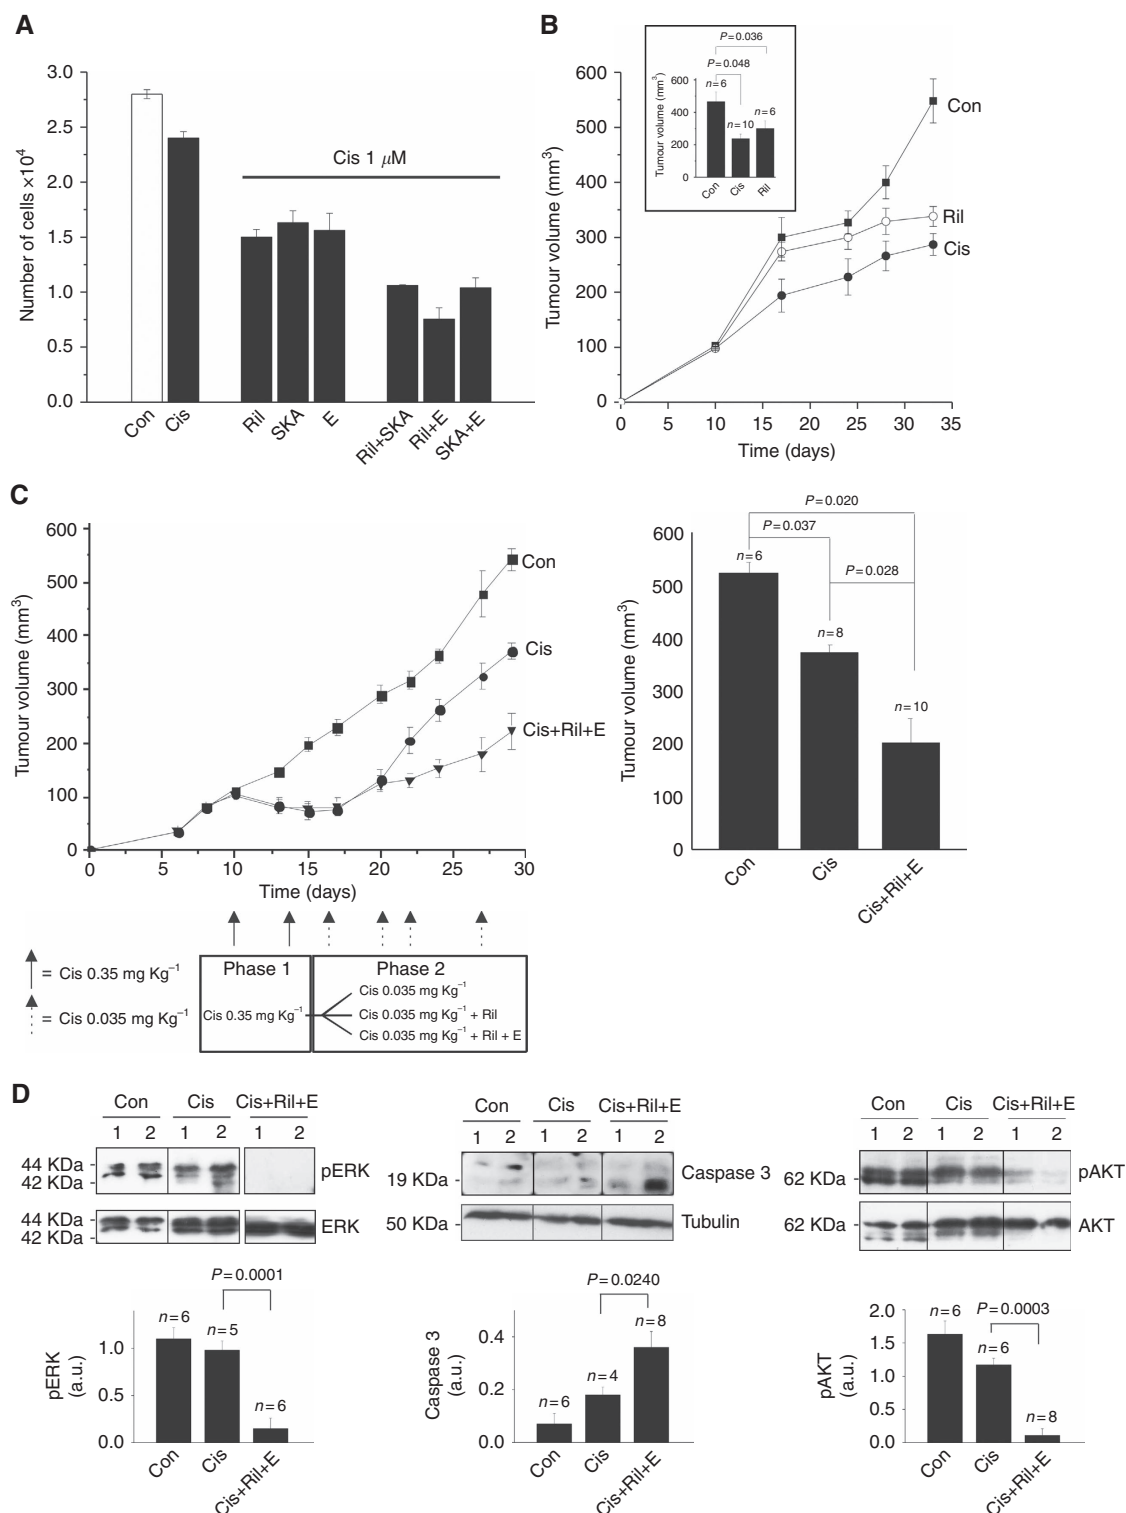 A
Number of cells ×10⁴
3.0
2.5
2.0
1.5
1.0
0.5
0.0
Cis 1 μM
Con
Cis
Ril
SKA
E
Ril+SKA
Ril+E
SKA+E
B
Tumour volume (mm³)
600
500
400
300
200
100
0
0 5 10 15 20 25 30 35
Time (days)
Con
Ril
Cis
P=0.036
P=0.048
Tumour volume (mm³)
600
400
200
0
n=6
n=10
n=6
Con
Cis
Ril
C
Tumour volume (mm³)
600
500
400
300
200
100
0
0 5 10 15 20 25 30
Time (days)
Con
Cis
Cis+Ril+E
= Cis 0.35 mg Kg⁻¹
= Cis 0.035 mg Kg⁻¹
Phase 1
Cis 0.35 mg Kg⁻¹
Phase 2
Cis 0.035 mg Kg⁻¹
Cis 0.035 mg Kg⁻¹ + Ril
Cis 0.035 mg Kg⁻¹ + Ril + E
Tumour volume (mm³)
600
500
400
300
200
100
0
P=0.020
P=0.037
P=0.028
n=6
n=8
n=10
Con
Cis
Cis+Ril+E
D
Con Cis Cis+Ril+E
1 2 1 2 1 2
44 KDa
42 KDa
pERK
44 KDa
42 KDa
ERK
P=0.0001
pERK
(a.u.)
1.0
0.5
0.0
n=6
n=5
n=6
Con
Cis
Cis+Ril+E
Con Cis Cis+Ril+E
1 2 1 2 1 2
19 KDa
Caspase 3
50 KDa
Tubulin
P=0.0240
Caspase 3
(a.u.)
0.4
0.2
0.0
n=6
n=4
n=8
Con
Cis
Cis+Ril+E
Con Cis Cis+Ril+E
1 2 1 2 1 2
62 KDa
pAKT
62 KDa
AKT
P=0.0003
pAKT
(a.u.)
2.0
1.5
1.0
0.5
0.0
n=6
n=6
n=8
Con
Cis
Cis+Ril+E